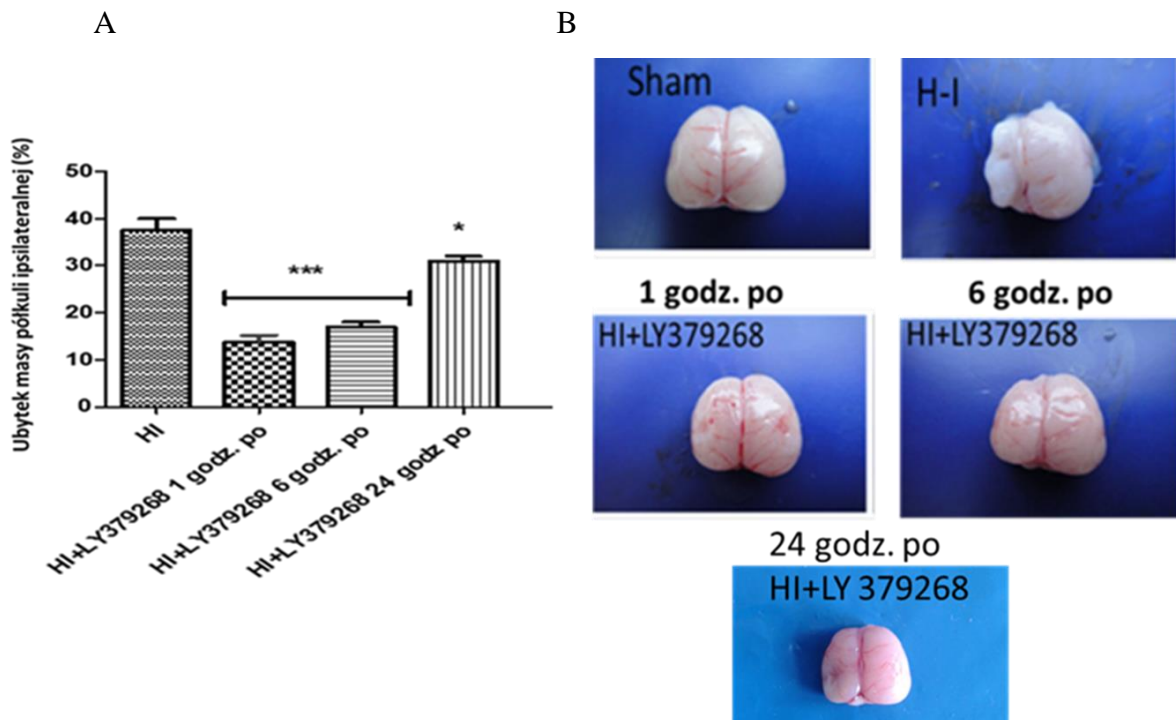 A
B
Ubytek masy półkuli ipsilateralnej (%)
50
40
30
20
10
0
*
***
HI
HI+LY379268 1 godz. po
HI+LY379268 6 godz. po
HI+LY379268 24 godz po
Sham
H-I
1 godz. po
6 godz. po
HI+LY379268
HI+LY379268
24 godz. po
HI+LY 379268